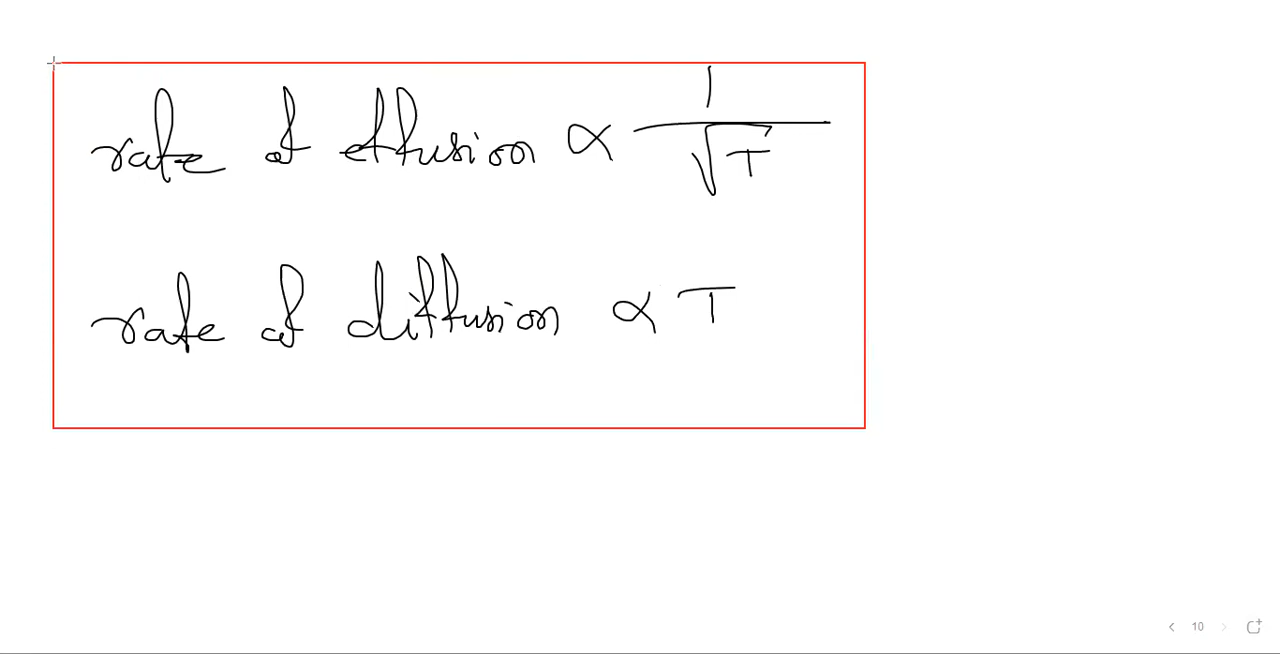 rate of effusion ∝ 1/√T
rate of diffusion ∝ T
10